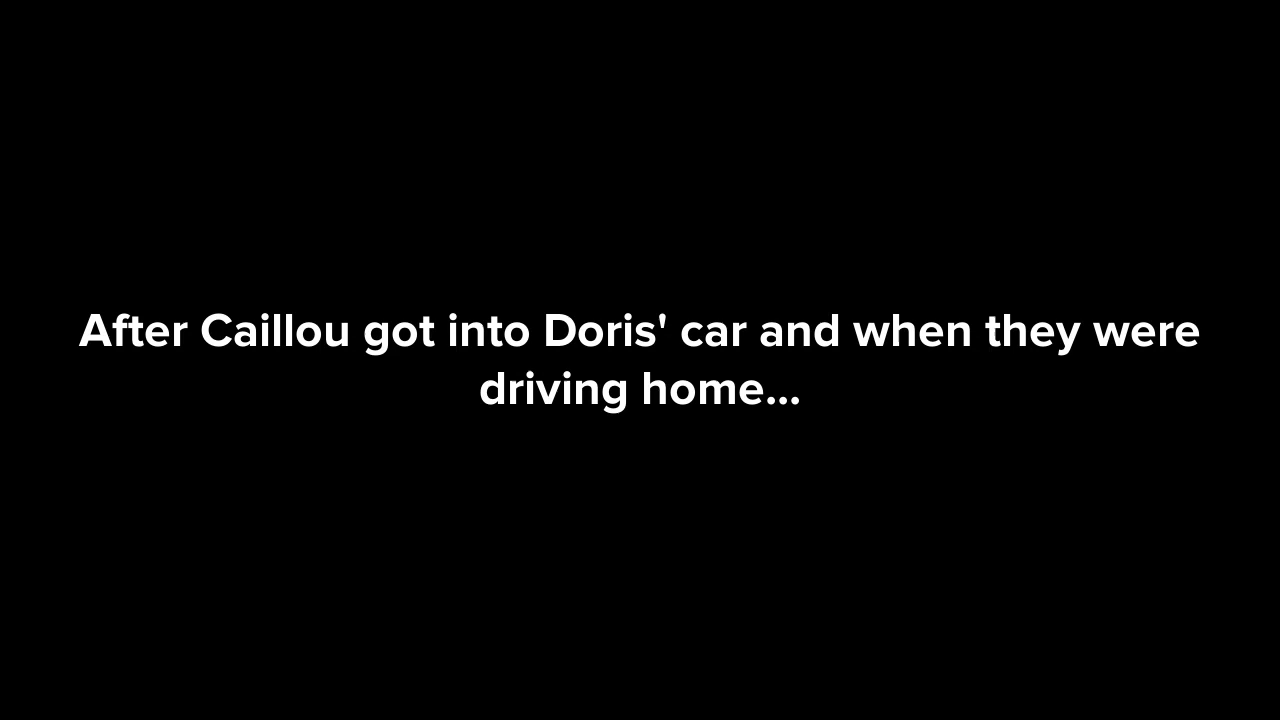 After Caillou got into Doris' car and when they were
driving home...